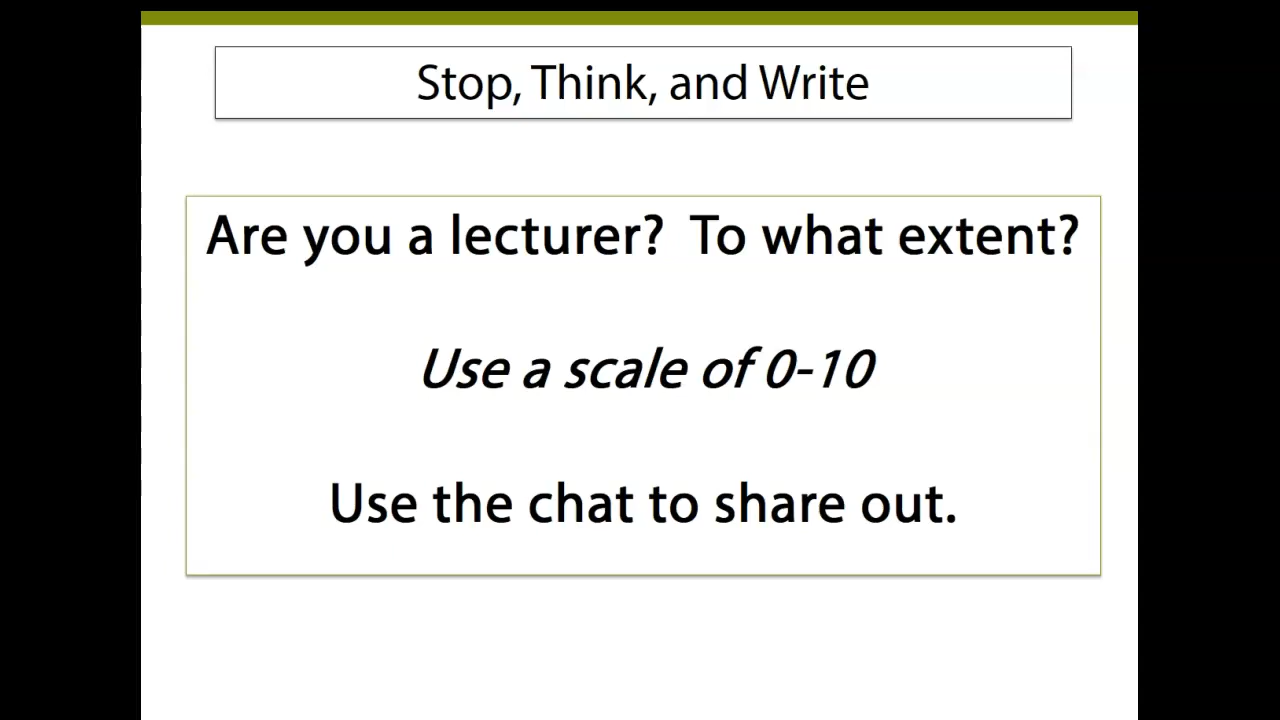 Stop, Think, and Write
Are you a lecturer? To what extent?
Use a scale of 0-10
Use the chat to share out.